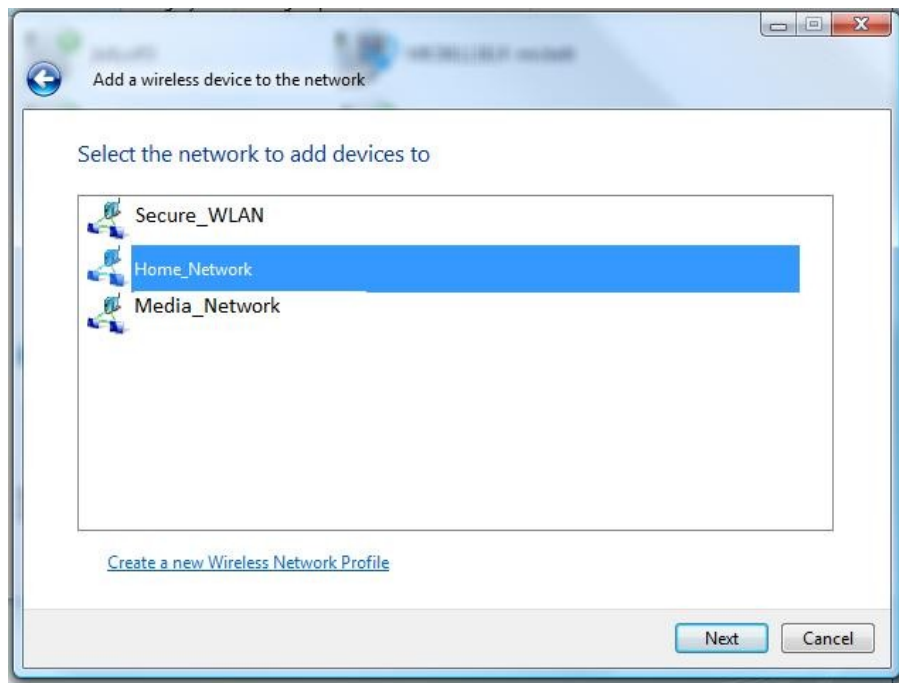 Add a wireless device to the network
Select the network to add devices to
Secure_WLAN
Home_Network
Media_Network
Create a new Wireless Network Profile
Next
Cancel